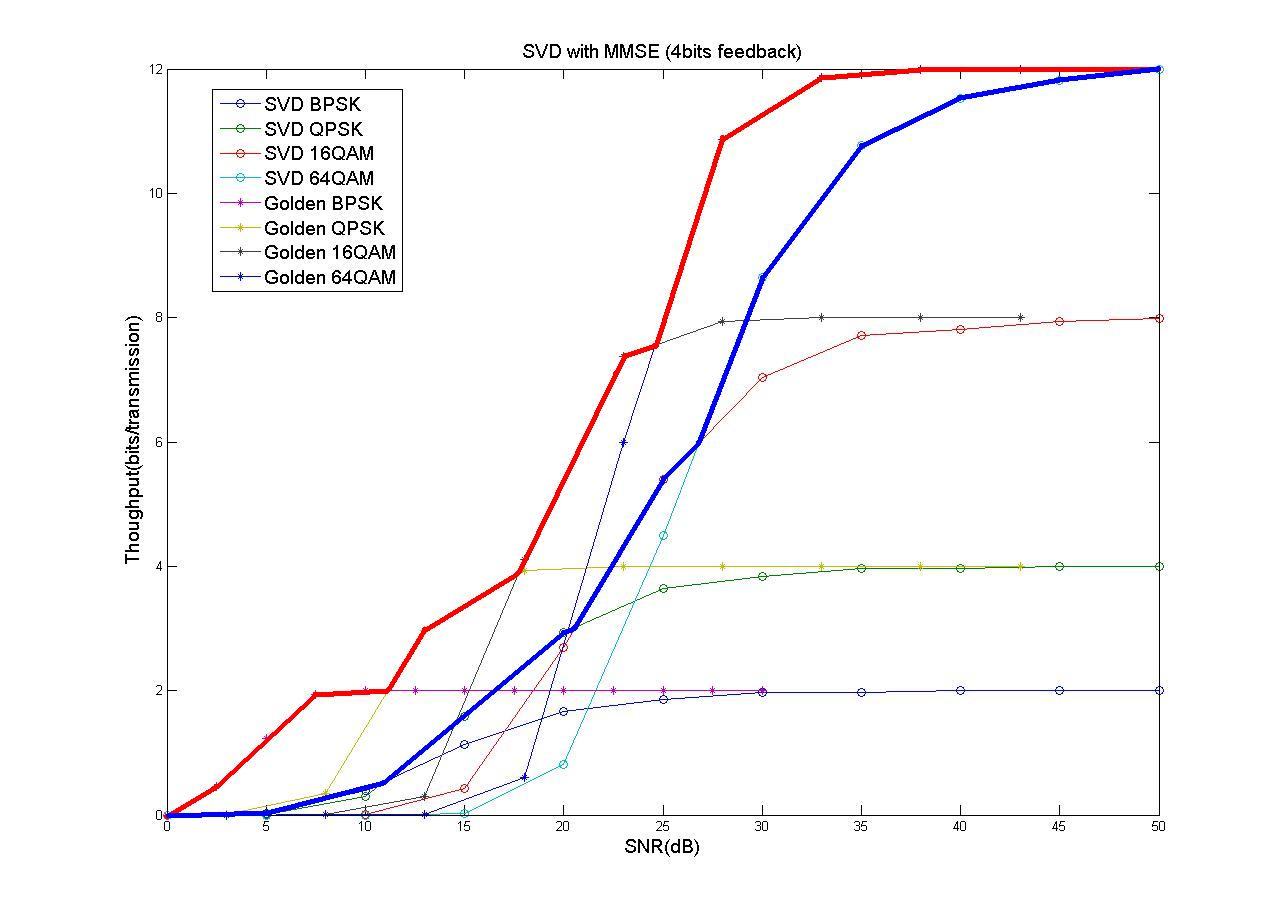 SVD with MMSE (4bits feedback)
12
10
8
6
4
2
0
Thoughput(bits/transmission)
SVD BPSK
SVD QPSK
SVD 16QAM
SVD 64QAM
Golden BPSK
Golden QPSK
Golden 16QAM
Golden 64QAM
0 5 10 15 20 25 30 35 40 45 50
SNR(dB)